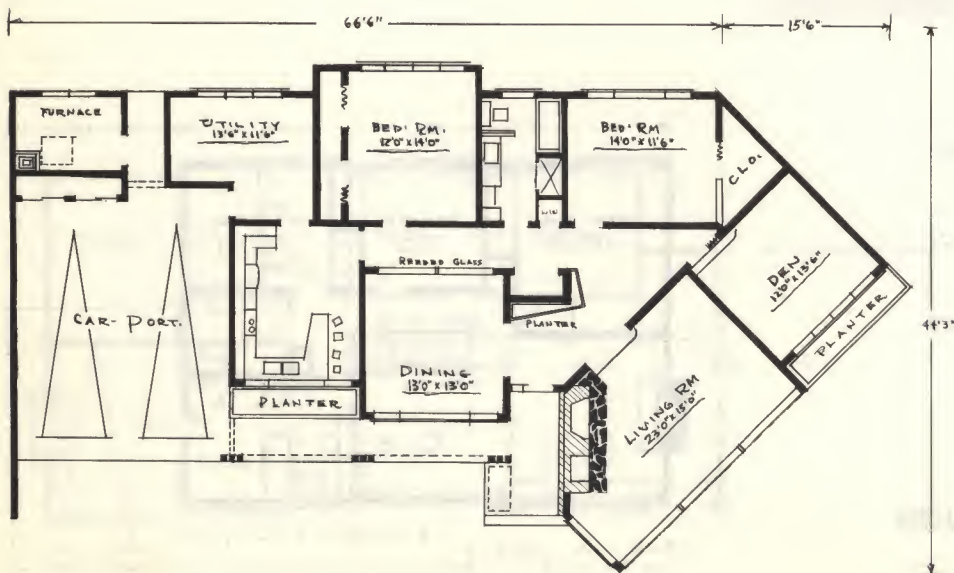 66'6"
15'6"
FURNACE
UTILITY
13'6" x 11'6"
BED. RM.
12'0" x 14'0"
BED. RM
14'0" x 11'6"
CLO.
LIN
REEDED GLASS
DEN
12'0" x 13'6"
PLANTER
44'3"
CAR-PORT.
PLANTER
DINING
13'0" x 13'0"
LIVING RM
23'0" x 15'0"
PLANTER